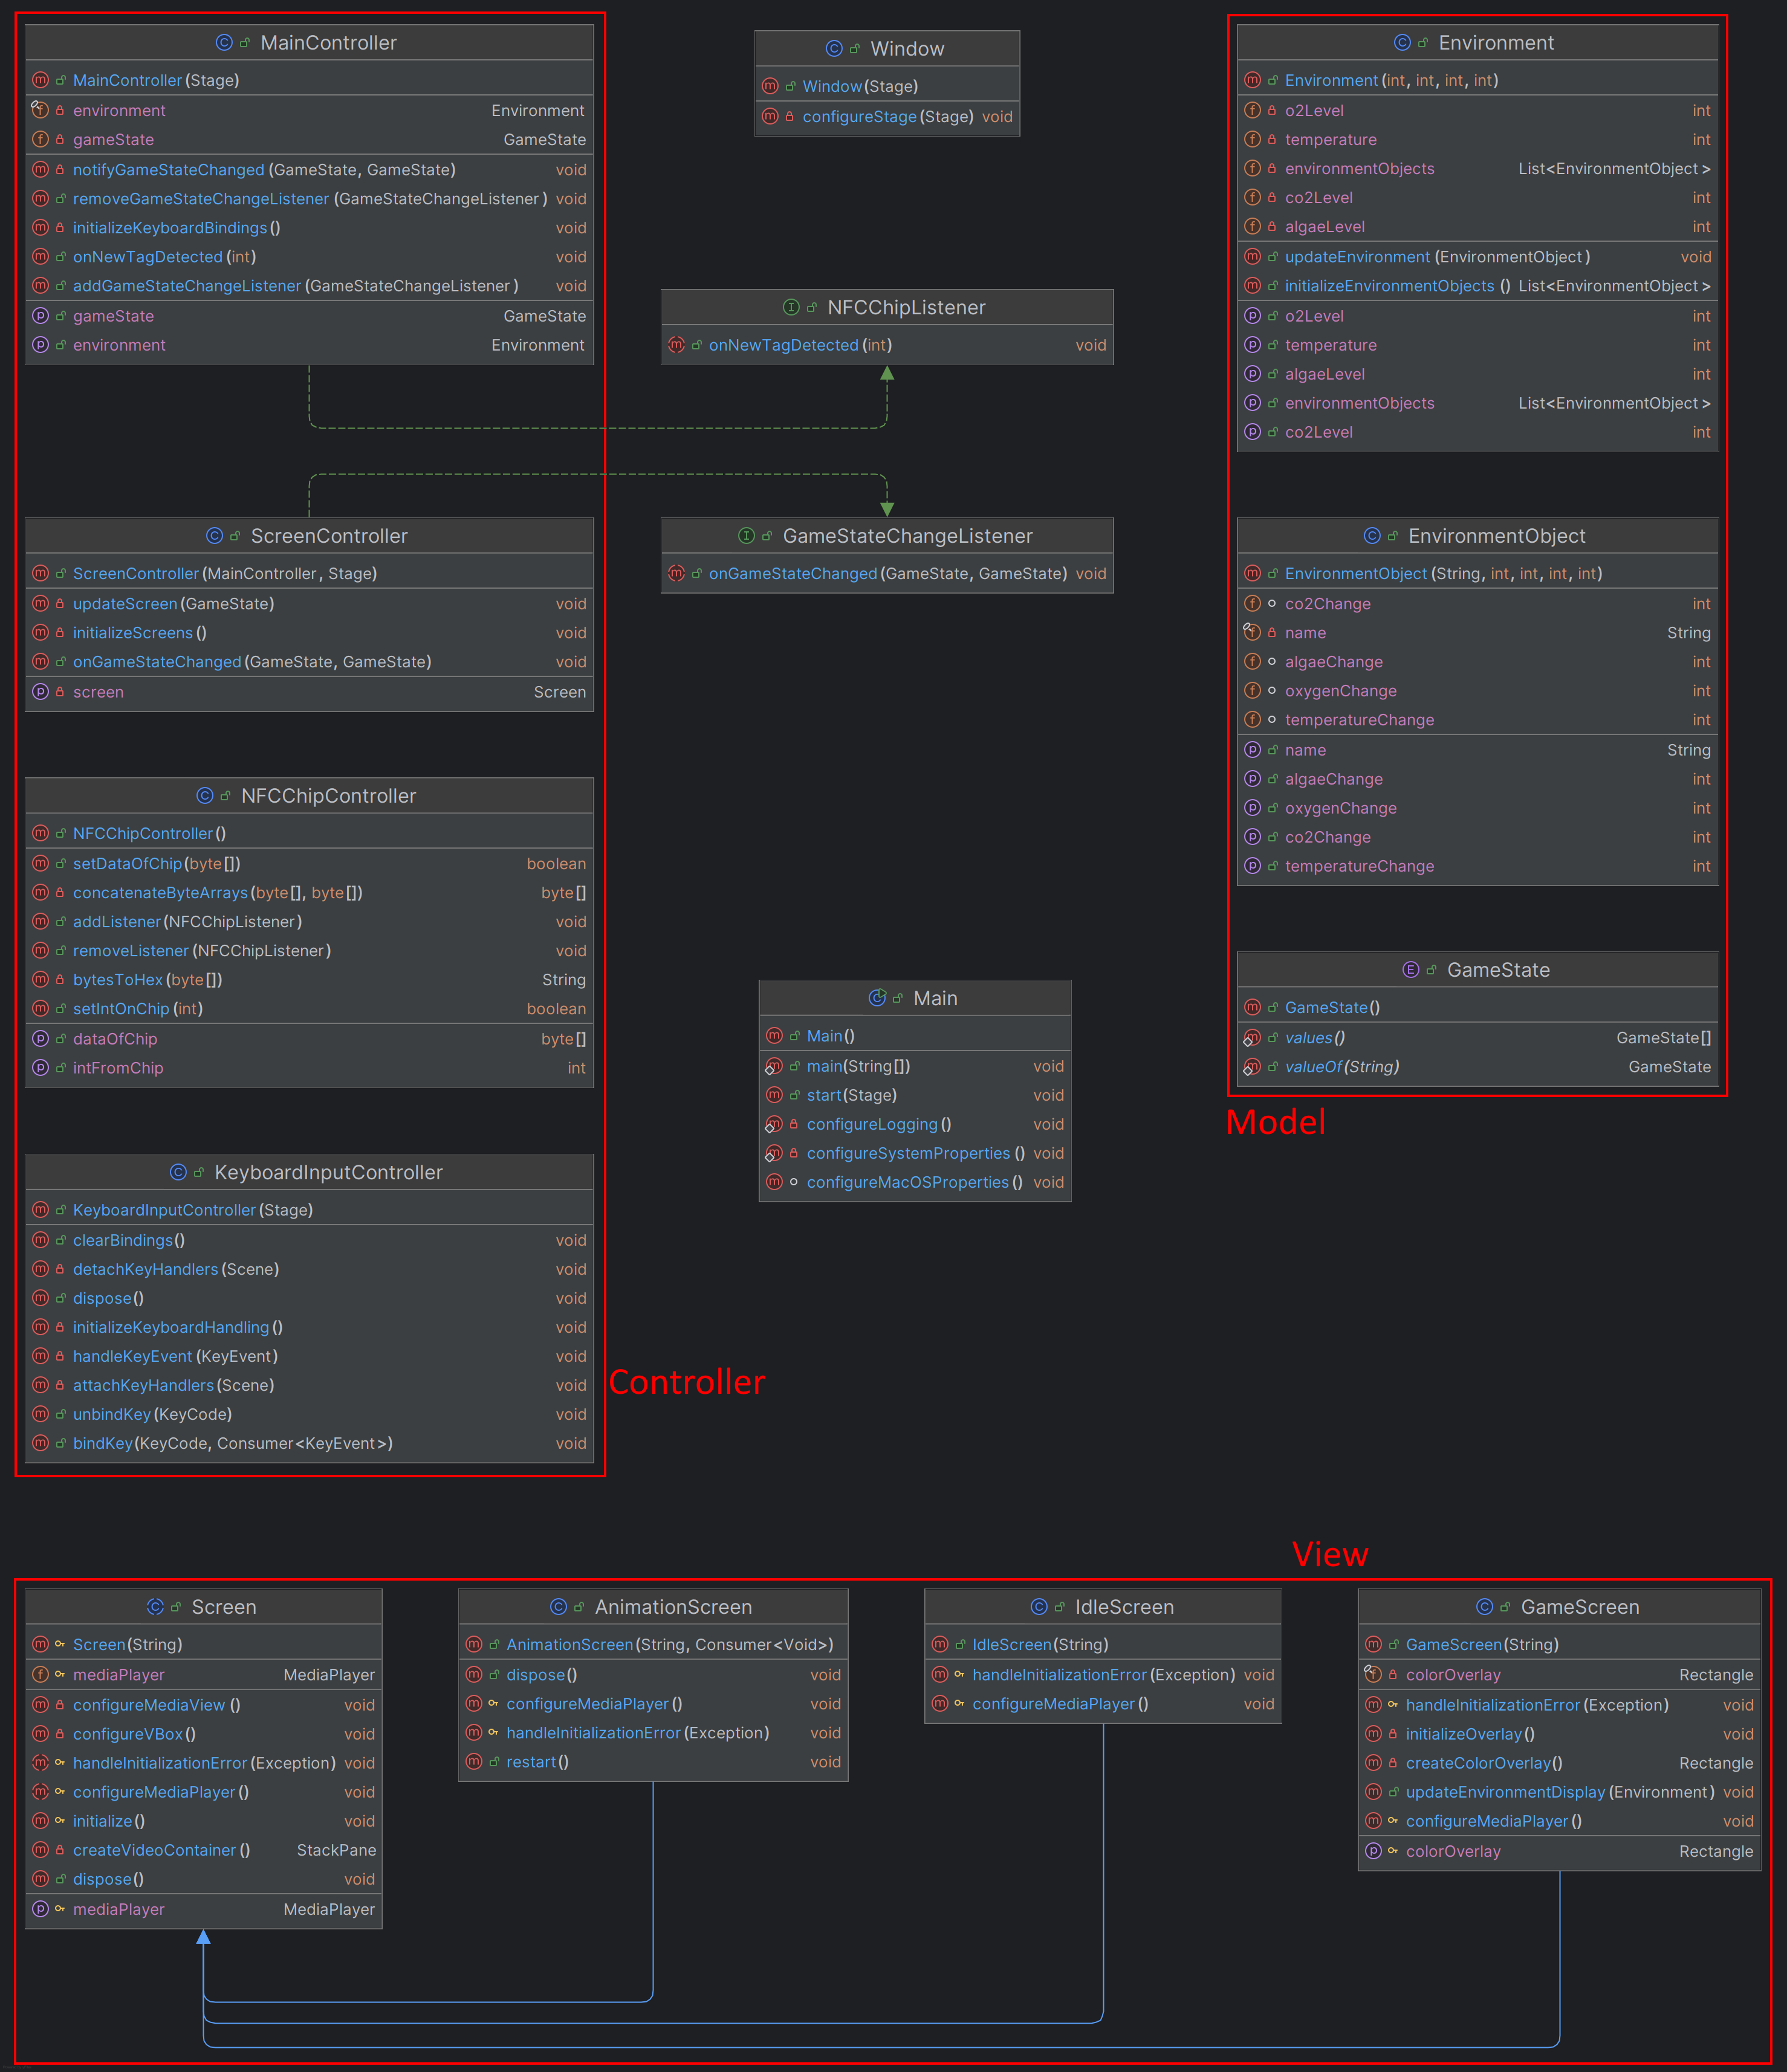 MainController
MainController(Stage)
environment Environment
gameState GameState
notifyGameStateChanged(GameState, GameState) void
removeGameStateChangeListener(GameStateChangeListener) void
initializeKeyboardBindings() void
onNewTagDetected(int) void
addGameStateChangeListener(GameStateChangeListener) void
gameState GameState
environment Environment
Window
Window(Stage)
configureStage(Stage) void
Environment
Environment(int, int, int, int)
o2Level int
temperature int
environmentObjects List<EnvironmentObject>
co2Level int
algaeLevel int
updateEnvironment(EnvironmentObject) void
initializeEnvironmentObjects() List<EnvironmentObject>
o2Level int
temperature int
algaeLevel int
environmentObjects List<EnvironmentObject>
co2Level int
NFCChipListener
onNewTagDetected(int) void
ScreenController
ScreenController(MainController, Stage)
updateScreen(GameState) void
initializeScreens() void
onGameStateChanged(GameState, GameState) void
screen Screen
GameStateChangeListener
onGameStateChanged(GameState, GameState) void
EnvironmentObject
EnvironmentObject(String, int, int, int, int)
co2Change int
name String
algaeChange int
oxygenChange int
temperatureChange int
name String
algaeChange int
oxygenChange int
co2Change int
temperatureChange int
NFCChipController
NFCChipController()
setDataOfChip(byte[]) boolean
concatenateByteArrays(byte[], byte[]) byte[]
addListener(NFCChipListener) void
removeListener(NFCChipListener) void
bytesToHex(byte[]) String
setIntOnChip(int) boolean
dataOfChip byte[]
intFromChip int
Main
Main()
main(String[]) void
start(Stage) void
configureLogging() void
configureSystemProperties() void
configureMacOSProperties() void
GameState
GameState()
values() GameState[]
valueOf(String) GameState
Model
KeyboardInputController
KeyboardInputController(Stage)
clearBindings() void
detachKeyHandlers(Scene) void
dispose() void
initializeKeyboardHandling() void
handleKeyEvent(KeyEvent) void
attachKeyHandlers(Scene) void
unbindKey(KeyCode) void
bindKey(KeyCode, Consumer<KeyEvent>) void
Controller
View
Screen
Screen(String)
mediaPlayer MediaPlayer
configureMediaView() void
configureVBox() void
handleInitializationError(Exception) void
configureMediaPlayer() void
initialize() void
createVideoContainer() StackPane
dispose() void
mediaPlayer MediaPlayer
AnimationScreen
AnimationScreen(String, Consumer<Void>)
dispose() void
configureMediaPlayer() void
handleInitializationError(Exception) void
restart() void
IdleScreen
IdleScreen(String)
handleInitializationError(Exception) void
configureMediaPlayer() void
GameScreen
GameScreen(String)
colorOverlay Rectangle
handleInitializationError(Exception) void
initializeOverlay() void
createColorOverlay() Rectangle
updateEnvironmentDisplay(Environment) void
configureMediaPlayer() void
colorOverlay Rectangle